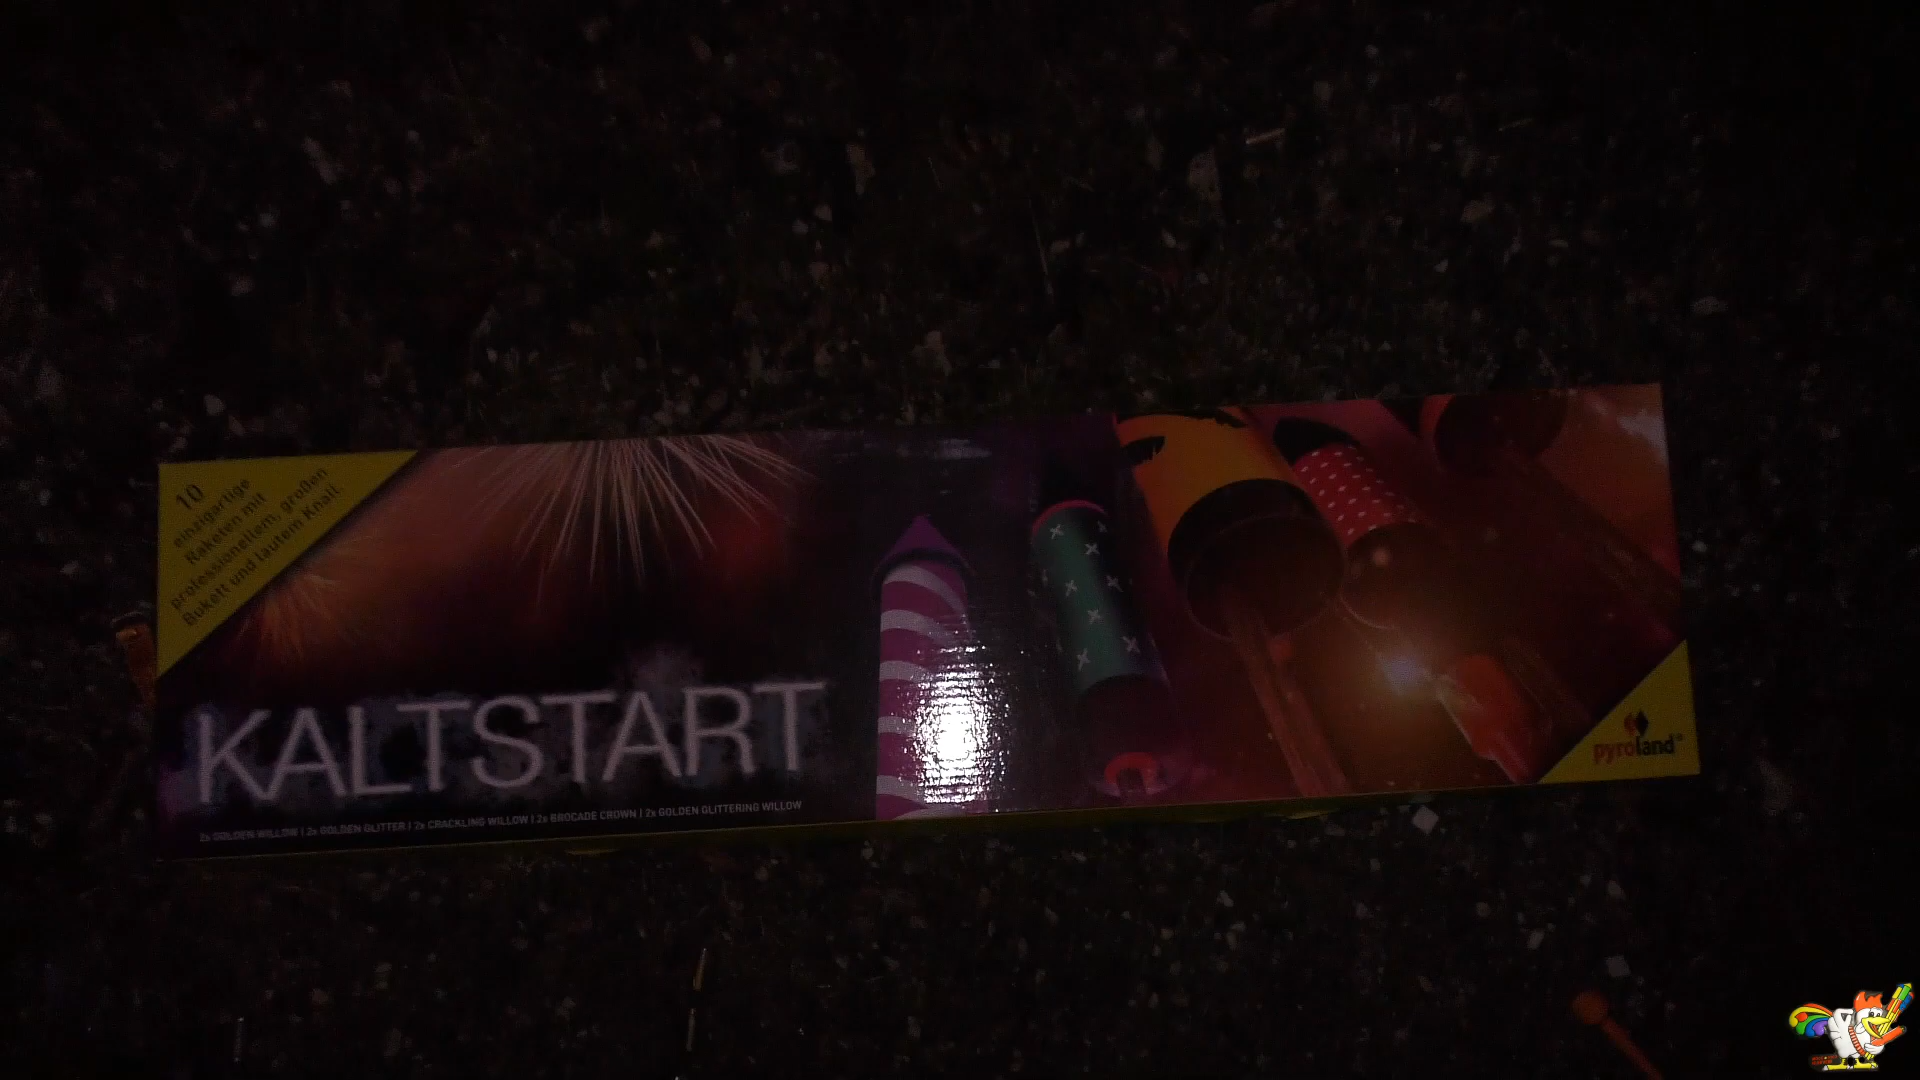 10
einzigartige
Raketen mit
professionellem, großen
Bukett und lautem Knall.
KALTSTART
2x GOLDEN WILLOW | 2x GOLDEN GLITTER | 2x CRACKLING WILLOW | 2x BROCADE CROWN | 2x GOLDEN GLITTERING WILLOW
pyroland®